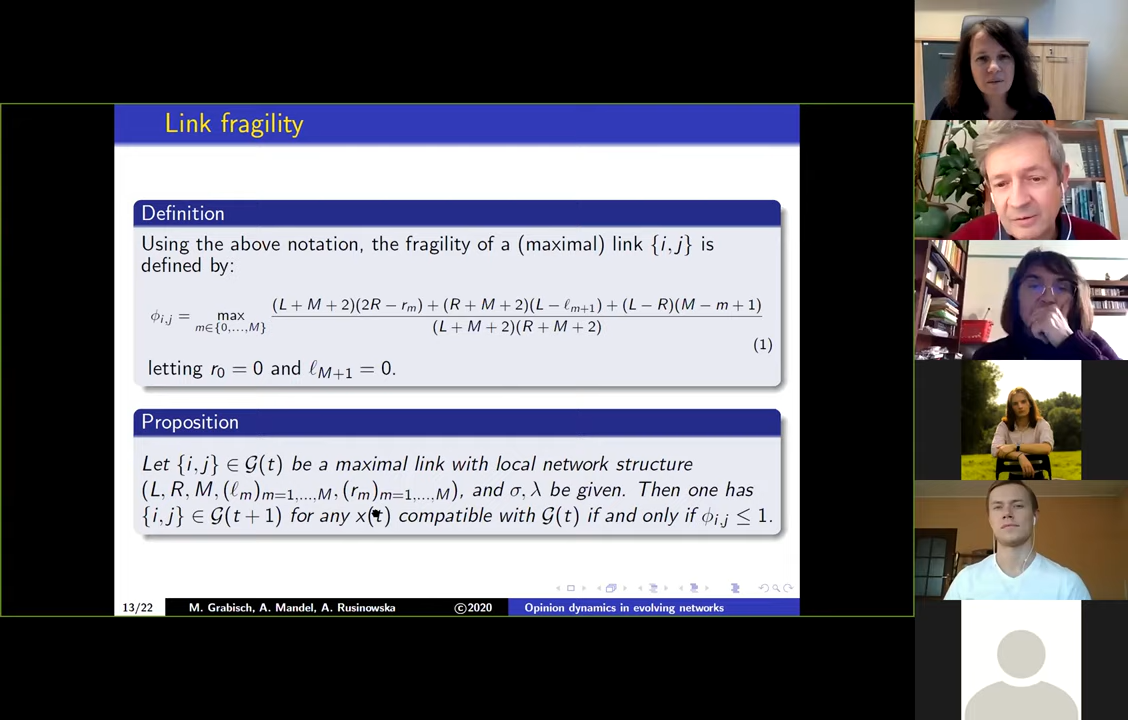 Link fragility
Definition
Using the above notation, the fragility of a (maximal) link {i, j} is
defined by:
ϕ_{i,j} = max_{m∈{0,...,M}} \frac{(L + M + 2)(2R − r_m) + (R + M + 2)(L − ℓ_{m+1}) + (L − R)(M − m + 1)}{(L + M + 2)(R + M + 2)}
(1)
letting r_0 = 0 and ℓ_{M+1} = 0.
Proposition
Let {i, j} ∈ G(t) be a maximal link with local network structure
(L, R, M, (ℓ_m)_{m=1,...,M}, (r_m)_{m=1,...,M}), and σ, λ be given. Then one has
{i, j} ∈ G(t + 1) for any x(t) compatible with G(t) if and only if ϕ_{i,j} ≤ 1.
13/22 M. Grabisch, A. Mandel, A. Rusinowska ©2020 Opinion dynamics in evolving networks